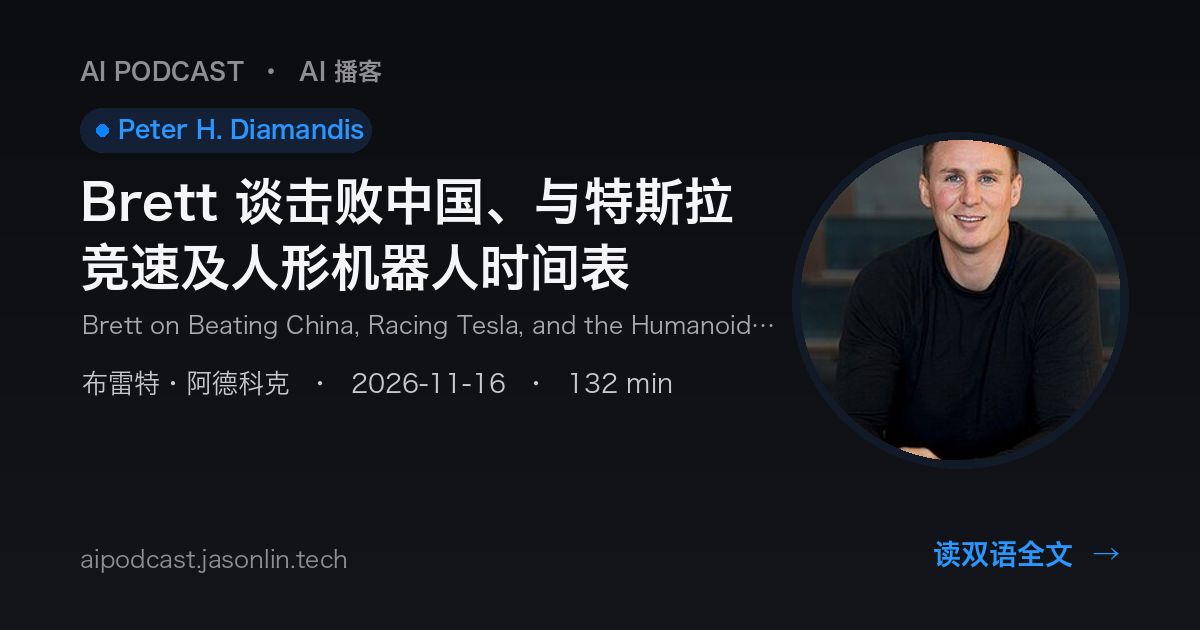 AI PODCAST · AI 播客
Peter H. Diamandis
Brett 谈击败中国、与特斯拉
竞速及人形机器人时间表
Brett on Beating China, Racing Tesla, and the Humanoid…
布雷特·阿德科克 · 2026-11-16 · 132 min
aipodcast.jasonlin.tech
读双语全文 →